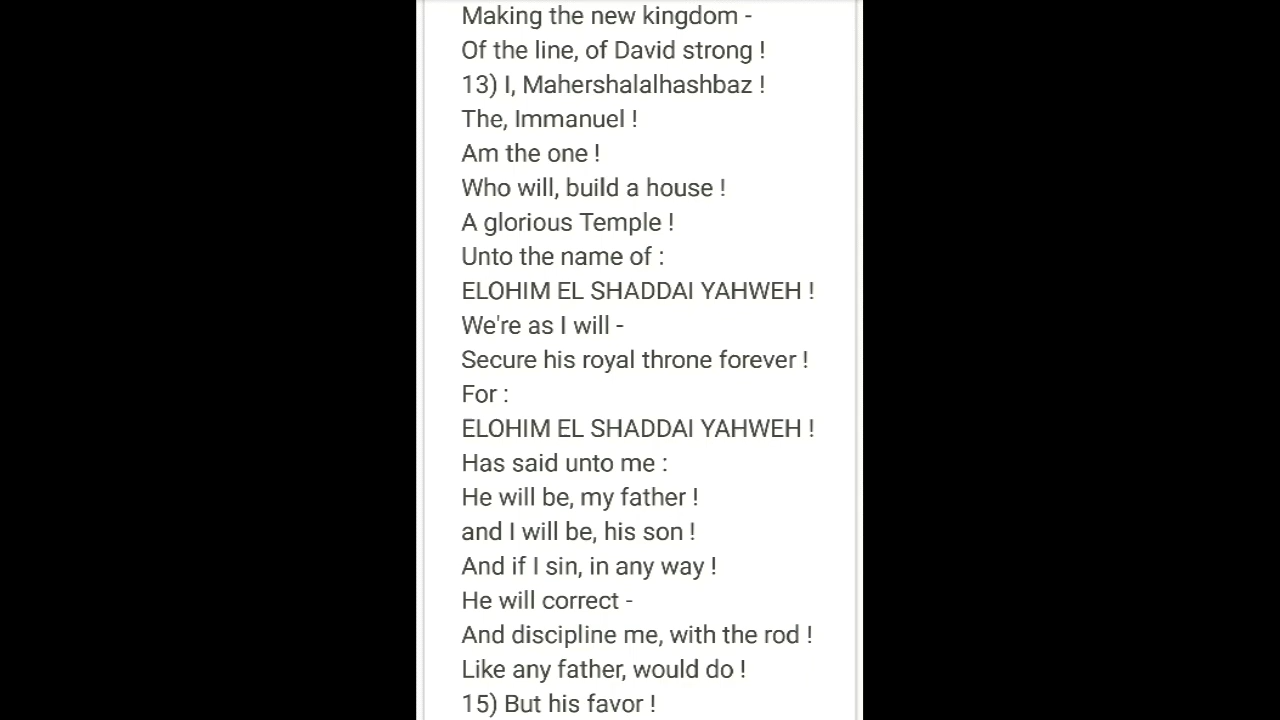 Making the new kingdom -
Of the line, of David strong !
13) I, Mahershalalhashbaz !
The, Immanuel !
Am the one !
Who will, build a house !
A glorious Temple !
Unto the name of :
ELOHIM EL SHADDAI YAHWEH !
We're as I will -
Secure his royal throne forever !
For :
ELOHIM EL SHADDAI YAHWEH !
Has said unto me :
He will be, my father !
and I will be, his son !
And if I sin, in any way !
He will correct -
And discipline me, with the rod !
Like any father, would do !
15) But his favor !